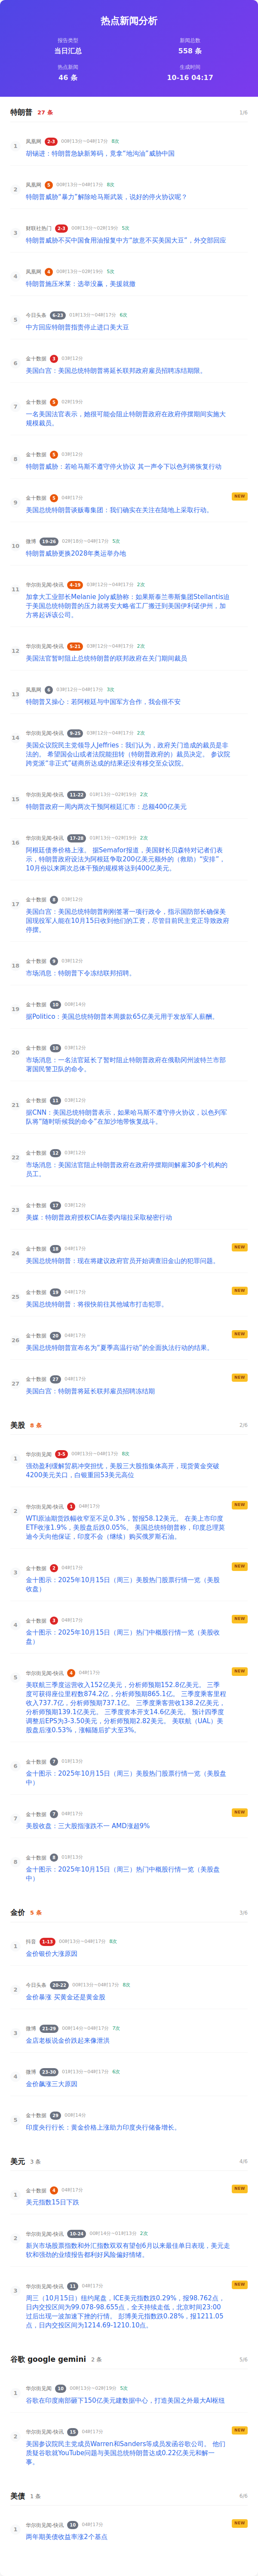 热点新闻分析
报告类型
新闻总数
当日汇总
558 条
热点新闻
生成时间
46 条
10-16 04:17
特朗普 27 条
1/6
1
凤凰网 2-3 00时13分~04时17分 8次
胡锡进：特朗普急缺新筹码，竟拿“地沟油”威胁中国
2
凤凰网 5 00时13分~04时17分 8次
特朗普威胁“暴力”解除哈马斯武装，说好的停火协议呢？
3
财联社热门 2-3 00时13分~02时19分 5次
特朗普威胁不买中国食用油报复中方“故意不买美国大豆”，外交部回应
4
凤凰网 4 00时13分~02时19分 5次
特朗普施压米莱：选举没赢，美援就撤
5
今日头条 6-23 01时13分~04时17分 6次
中方回应特朗普指责停止进口美大豆
6
金十数据 3 03时12分
美国白宫：美国总统特朗普将延长联邦政府雇员招聘冻结期限。
7
金十数据 5 02时19分
一名美国法官表示，她很可能会阻止特朗普政府在政府停摆期间实施大
规模裁员。
8
金十数据 5 03时12分
特朗普威胁：若哈马斯不遵守停火协议 其一声令下以色列将恢复行动
9
金十数据 5 04时17分
NEW
美国总统特朗普谈贩毒集团：我们确实在关注在陆地上采取行动。
10
微博 19-26 02时18分~04时17分 5次
特朗普威胁更换2028年奥运举办地
11
华尔街见闻-快讯 4-19 03时12分~04时17分 2次
加拿大工业部长Melanie Joly威胁称：如果斯泰兰蒂斯集团Stellantis迫
于美国总统特朗普的压力就将安大略省工厂搬迁到美国伊利诺伊州，加
方将起诉该公司。
12
华尔街见闻-快讯 5-21 03时12分~04时17分 2次
美国法官暂时阻止总统特朗普的联邦政府在关门期间裁员
13
凤凰网 6 03时12分~04时17分 3次
特朗普又操心：若阿根廷与中国军方合作，我会很不安
14
华尔街见闻-快讯 9-25 03时12分~04时17分 2次
美国众议院民主党领导人Jeffries：我们认为，政府关门造成的裁员是非
法的。 希望国会山或者法院能扭转（特朗普政府的）裁员决定。 参议院
跨党派“非正式”磋商所达成的结果还没有移交至众议院。
15
华尔街见闻-快讯 11-22 01时13分~02时19分 2次
特朗普政府一周内两次干预阿根廷汇市：总额400亿美元
16
华尔街见闻-快讯 17-28 01时13分~02时19分 2次
阿根廷债券价格上涨。 据Semafor报道，美国财长贝森特对记者们表
示，特朗普政府设法为阿根廷争取200亿美元额外的（救助）“安排”，
10月份以来两次总体干预的规模将达到400亿美元。
17
金十数据 8 03时12分
美国白宫：美国总统特朗普刚刚签署一项行政令，指示国防部长确保美
国现役军人能在10月15日收到他们的工资，尽管目前民主党正导致政府
停摆。
18
金十数据 9 03时12分
市场消息：特朗普下令冻结联邦招聘。
19
金十数据 10 00时14分
据Politico：美国总统特朗普本周拨款65亿美元用于发放军人薪酬。
20
金十数据 10 03时12分
市场消息：一名法官延长了暂时阻止特朗普政府在俄勒冈州波特兰市部
署国民警卫队的命令。
21
金十数据 11 03时12分
据CNN：美国总统特朗普表示，如果哈马斯不遵守停火协议，以色列军
队将“随时听候我的命令”在加沙地带恢复战斗。
22
金十数据 12 03时12分
市场消息：美国法官阻止特朗普政府在政府停摆期间解雇30多个机构的
员工。
23
金十数据 17 03时12分
美媒：特朗普政府授权CIA在委内瑞拉采取秘密行动
24
金十数据 18 04时17分
NEW
美国总统特朗普：现在将建议政府官员开始调查旧金山的犯罪问题。
25
金十数据 19 04时17分
NEW
美国总统特朗普：将很快前往其他城市打击犯罪。
26
金十数据 20 04时17分
NEW
美国总统特朗普宣布名为“夏季高温行动”的全面执法行动的结果。
27
金十数据 27 04时17分
NEW
美国白宫：特朗普将延长联邦雇员招聘冻结期
美股 8 条
2/6
1
华尔街见闻 3-5 00时13分~04时17分 8次
强劲盈利缓解贸易冲突担忧，美股三大股指集体高开，现货黄金突破
4200美元关口，白银重回53美元高位
2
华尔街见闻-快讯 1 04时17分
NEW
WTI原油期货跌幅收窄至不足0.3%，暂报58.12美元。 在美上市印度
ETF收涨1.9%，美股盘后跌0.05%。 美国总统特朗普称，印度总理莫
迪今天向他保证，印度不会（继续）购买俄罗斯石油。
3
金十数据 2 04时17分
NEW
金十图示：2025年10月15日（周三）美股热门股票行情一览（美股
收盘）
4
金十数据 3 04时17分
NEW
金十图示：2025年10月15日（周三）热门中概股行情一览（美股收
盘）
5
华尔街见闻-快讯 4 04时17分
NEW
美联航三季度运营收入152亿美元，分析师预期152.8亿美元。 三季
度可获得座位里程数874.2亿，分析师预期865.1亿。 三季度乘客里程
收入737.7亿，分析师预期737.1亿。 三季度乘客营收138.2亿美元，
分析师预期139.1亿美元。 三季度资本开支14.6亿美元。 预计四季度
调整后EPS为3-3.50美元，分析师预期2.82美元。 美联航（UAL）美
股盘后涨0.53%，涨幅随后扩大至3%。
6
金十数据 7 01时13分
金十图示：2025年10月15日（周三）美股热门股票行情一览（美股盘
中）
7
金十数据 7 04时17分
NEW
美股收盘：三大股指涨跌不一 AMD涨超9%
8
金十数据 8 01时13分
金十图示：2025年10月15日（周三）热门中概股行情一览（美股盘
中）
金价 5 条
3/6
1
抖音 1-13 00时13分~04时17分 8次
金价银价大涨原因
2
今日头条 20-22 00时13分~04时17分 8次
金价暴涨 买黄金还是黄金股
3
微博 21-29 00时14分~04时17分 7次
金店老板说金价跌起来像泄洪
4
微博 23-30 01时13分~04时17分 6次
金价飙涨三大原因
5
金十数据 29 00时14分
印度央行行长：黄金价格上涨助力印度央行储备增长。
美元 3 条
4/6
1
金十数据 4 04时17分
NEW
美元指数15日下跌
2
华尔街见闻-快讯 10-24 00时14分~01时13分 2次
新兴市场股票指数和外汇指数双双有望创6月以来最佳单日表现，美元走
软和强劲的业绩报告都利好风险偏好情绪。
3
华尔街见闻-快讯 11 04时17分
NEW
周三（10月15日）纽约尾盘，ICE美元指数跌0.29%，报98.762点，
日内交投区间为99.078-98.655点，全天持续走低，北京时间23:00
过后出现一波加速下挫的行情。 彭博美元指数跌0.28%，报1211.05
点，日内交投区间为1214.69-1210.10点。
谷歌 google gemini 2 条
5/6
1
华尔街见闻 10 00时13分~02时19分 5次
谷歌在印度南部砸下150亿美元建数据中心，打造美国之外最大AI枢纽
2
华尔街见闻-快讯 15 04时17分
NEW
美国参议院民主党成员Warren和Sanders等成员发函谷歌公司。 他们
质疑谷歌就YouTube问题与美国总统特朗普达成0.22亿美元和解一
事。
美债 1 条
6/6
1
华尔街见闻-快讯 10 04时17分
NEW
两年期美债收益率涨2个基点